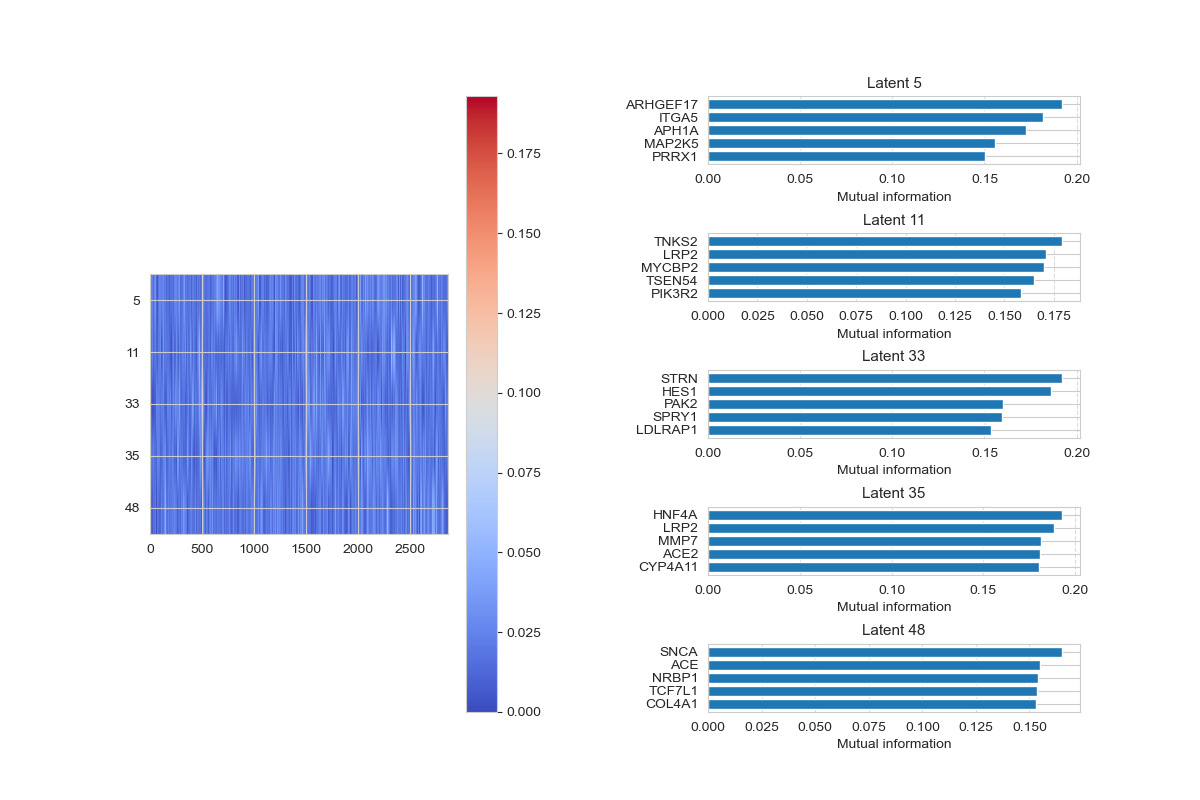 5
11
33
35
48
0 500 1000 1500 2000 2500
0.175
0.150
0.125
0.100
0.075
0.050
0.025
0.000
Latent 5
ARHGEF17
ITGA5
APH1A
MAP2K5
PRRX1
0.00 0.05 0.10 0.15 0.20
Mutual information
Latent 11
TNKS2
LRP2
MYCBP2
TSEN54
PIK3R2
0.000 0.025 0.050 0.075 0.100 0.125 0.150 0.175
Mutual information
Latent 33
STRN
HES1
PAK2
SPRY1
LDLRAP1
0.00 0.05 0.10 0.15 0.20
Mutual information
Latent 35
HNF4A
LRP2
MMP7
ACE2
CYP4A11
0.00 0.05 0.10 0.15 0.20
Mutual information
Latent 48
SNCA
ACE
NRBP1
TCF7L1
COL4A1
0.000 0.025 0.050 0.075 0.100 0.125 0.150
Mutual information